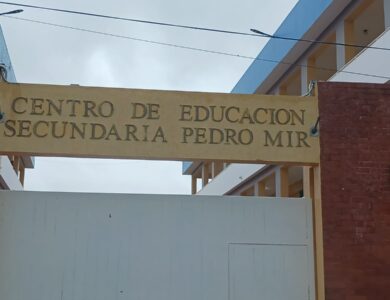 CENTRO DE EDUCACION
SECUNDARIA PEDRO MIR